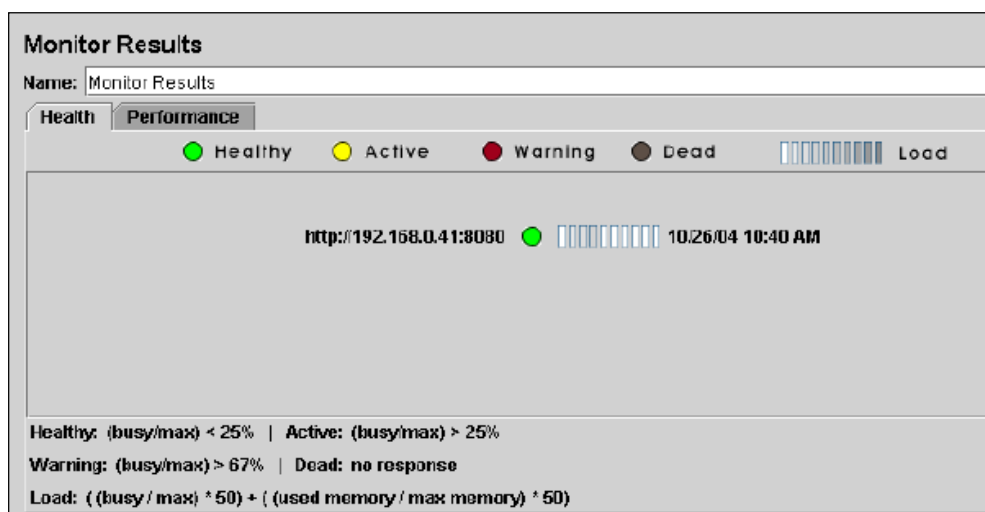 Monitor Results
Name: Monitor Results
Health Performance
Healthy Active Warning Dead Load
http://192.168.0.41:8080 10/26/04 10:40 AM
Healthy: (busy/max) < 25% | Active: (busy/max) > 25%
Warning: (busy/max) > 67% | Dead: no response
Load: ( (busy / max) * 50) + ( (used memory / max memory) * 50)